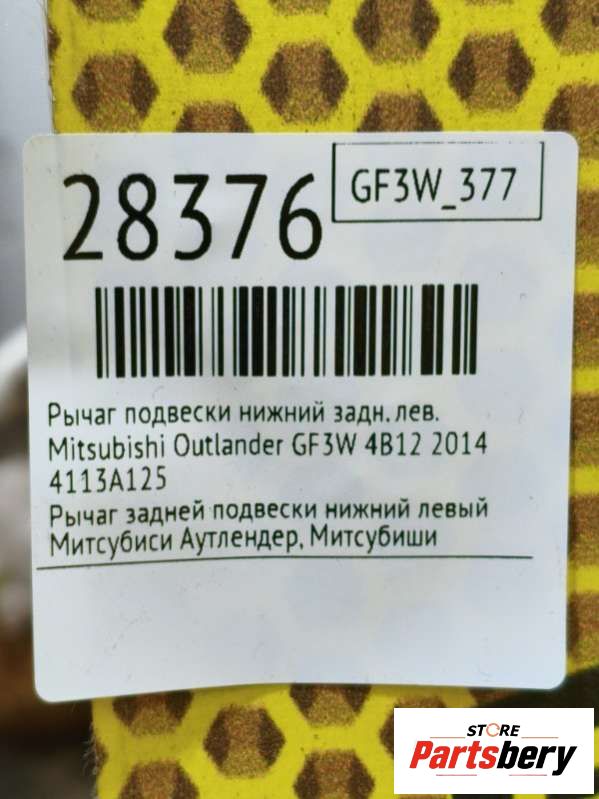 28376
GF3W_377
Рычаг подвески нижний задн. лев.
Mitsubishi Outlander GF3W 4B12 2014
4113A125
Рычаг задней подвески нижний левый
Митсубиси Аутлендер, Митсубиши
STORE
Partsbery